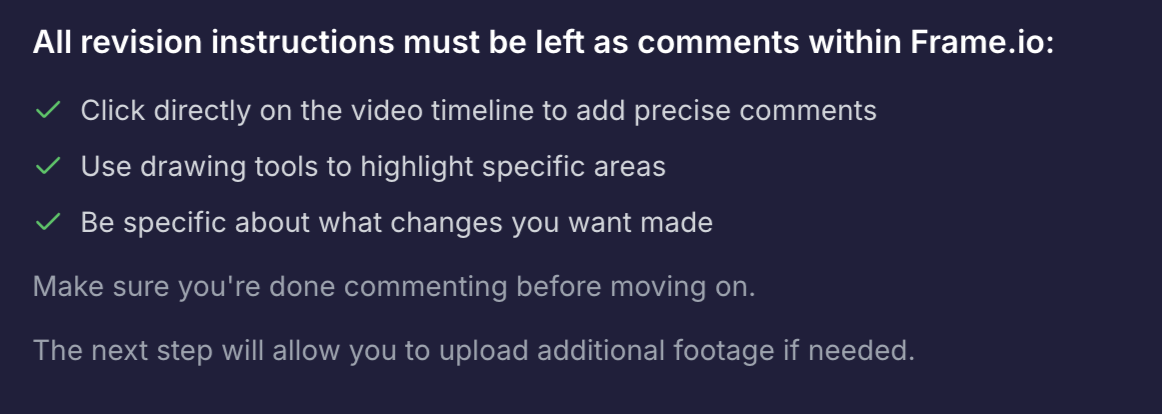 All revision instructions must be left as comments within Frame.io:
Click directly on the video timeline to add precise comments
Use drawing tools to highlight specific areas
Be specific about what changes you want made
Make sure you're done commenting before moving on.
The next step will allow you to upload additional footage if needed.